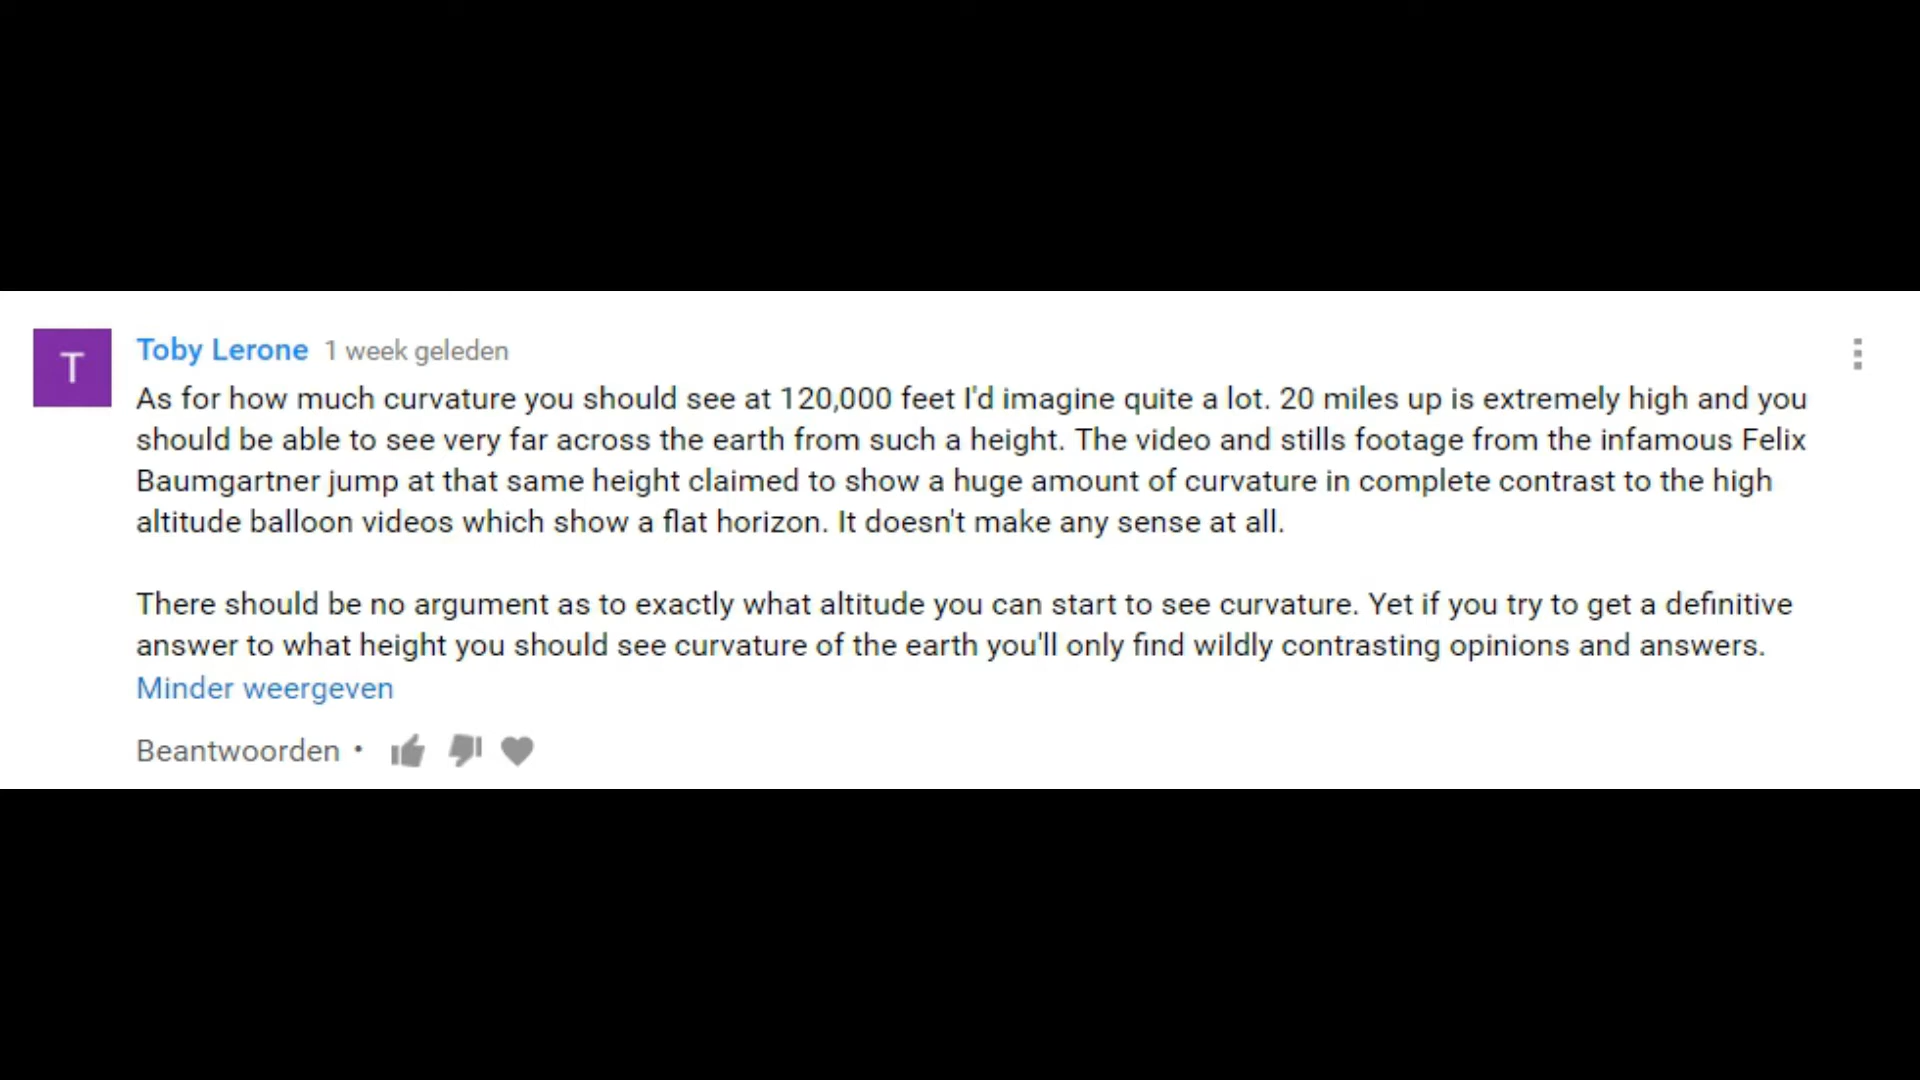 T
Toby Lerone 1 week geleden
As for how much curvature you should see at 120,000 feet I'd imagine quite a lot. 20 miles up is extremely high and you
should be able to see very far across the earth from such a height. The video and stills footage from the infamous Felix
Baumgartner jump at that same height claimed to show a huge amount of curvature in complete contrast to the high
altitude balloon videos which show a flat horizon. It doesn't make any sense at all.
There should be no argument as to exactly what altitude you can start to see curvature. Yet if you try to get a definitive
answer to what height you should see curvature of the earth you'll only find wildly contrasting opinions and answers.
Minder weergeven
Beantwoorden •